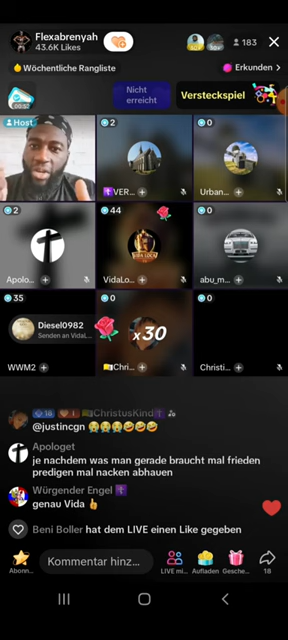 Flexabrenyah
43.6K Likes
183
Wöchentliche Rangliste
Erkunden >
Nicht
erreicht
Versteckspiel
Host
2
0
VER...
Urban...
2
44
0
Apolo...
VidaLo...
abu_m...
35
0
0
Diesel0982
Senden an VidaL...
x30
WWM2
Chri...
Christi...
18
1
ChristusKind
@justincgn 😭😭😭🤣🤣🤣
Apologet
je nachdem was man gerade braucht mal frieden
predigen mal nacken abhauen
Würgender Engel ✝️
genau Vida 👍
Beni Boller hat dem LIVE einen Like gegeben
Kommentar hinz...
Abonn...
LIVE mi...
Aufladen
Gesche...
18